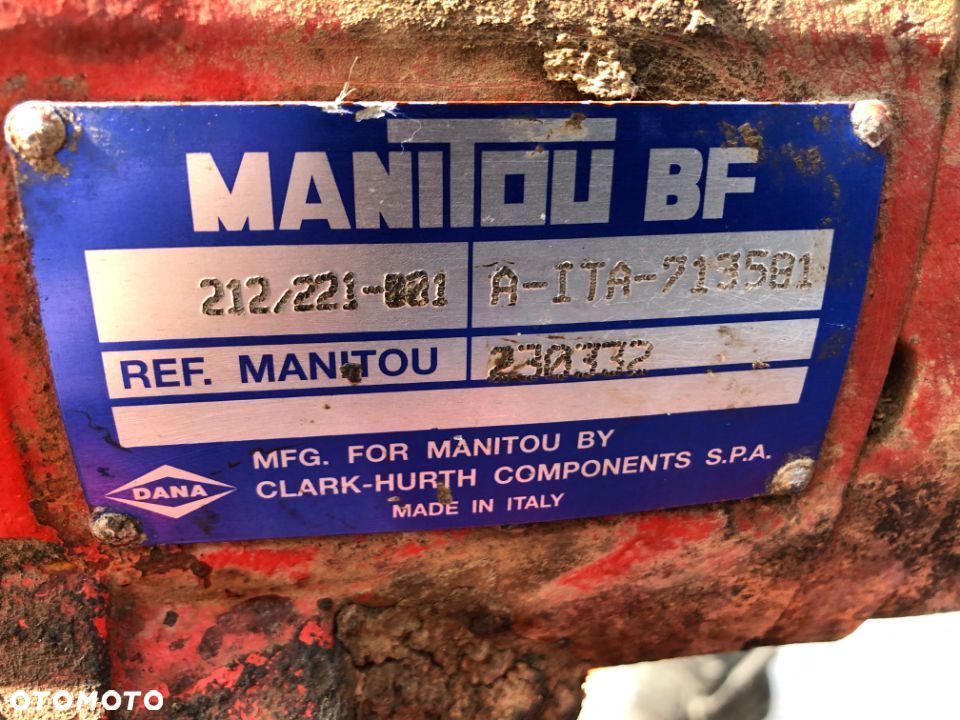 MANITOU BF
212/221-001 A-ITA-713581
REF. MANITOU 230332
MFG. FOR MANITOU BY
CLARK-HURTH COMPONENTS S.P.A.
DANA
MADE IN ITALY
OTOMOTO